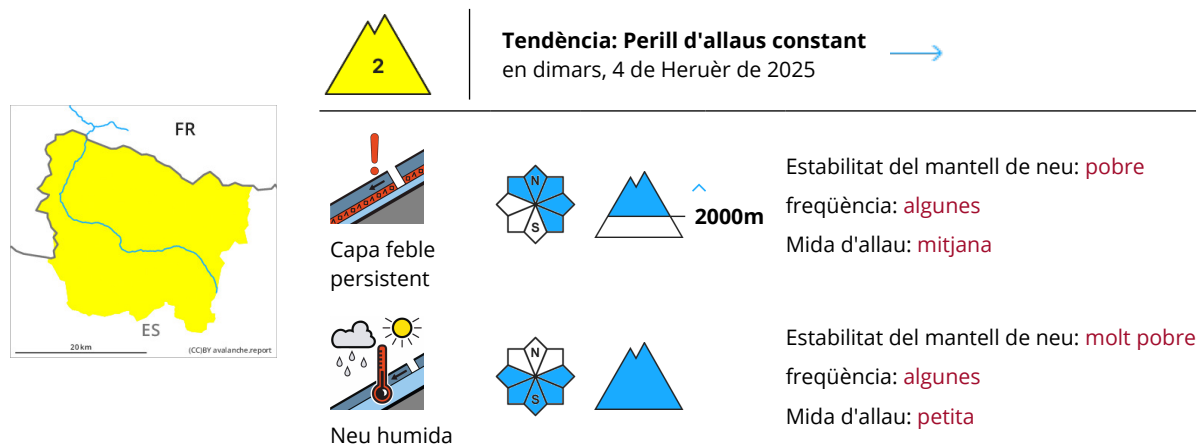 2
Tendència: Perill d'allaus constant
en dimars, 4 de Heruèr de 2025
FR
ES
20 km
(CC)BY avalanche.report
N
S
2000m
Capa feble
persistent
Estabilitat del mantell de neu: pobre
freqüència: algunes
Mida d'allau: mitjana
N
S
Neu humida
Estabilitat del mantell de neu: molt pobre
freqüència: algunes
Mida d'allau: petita